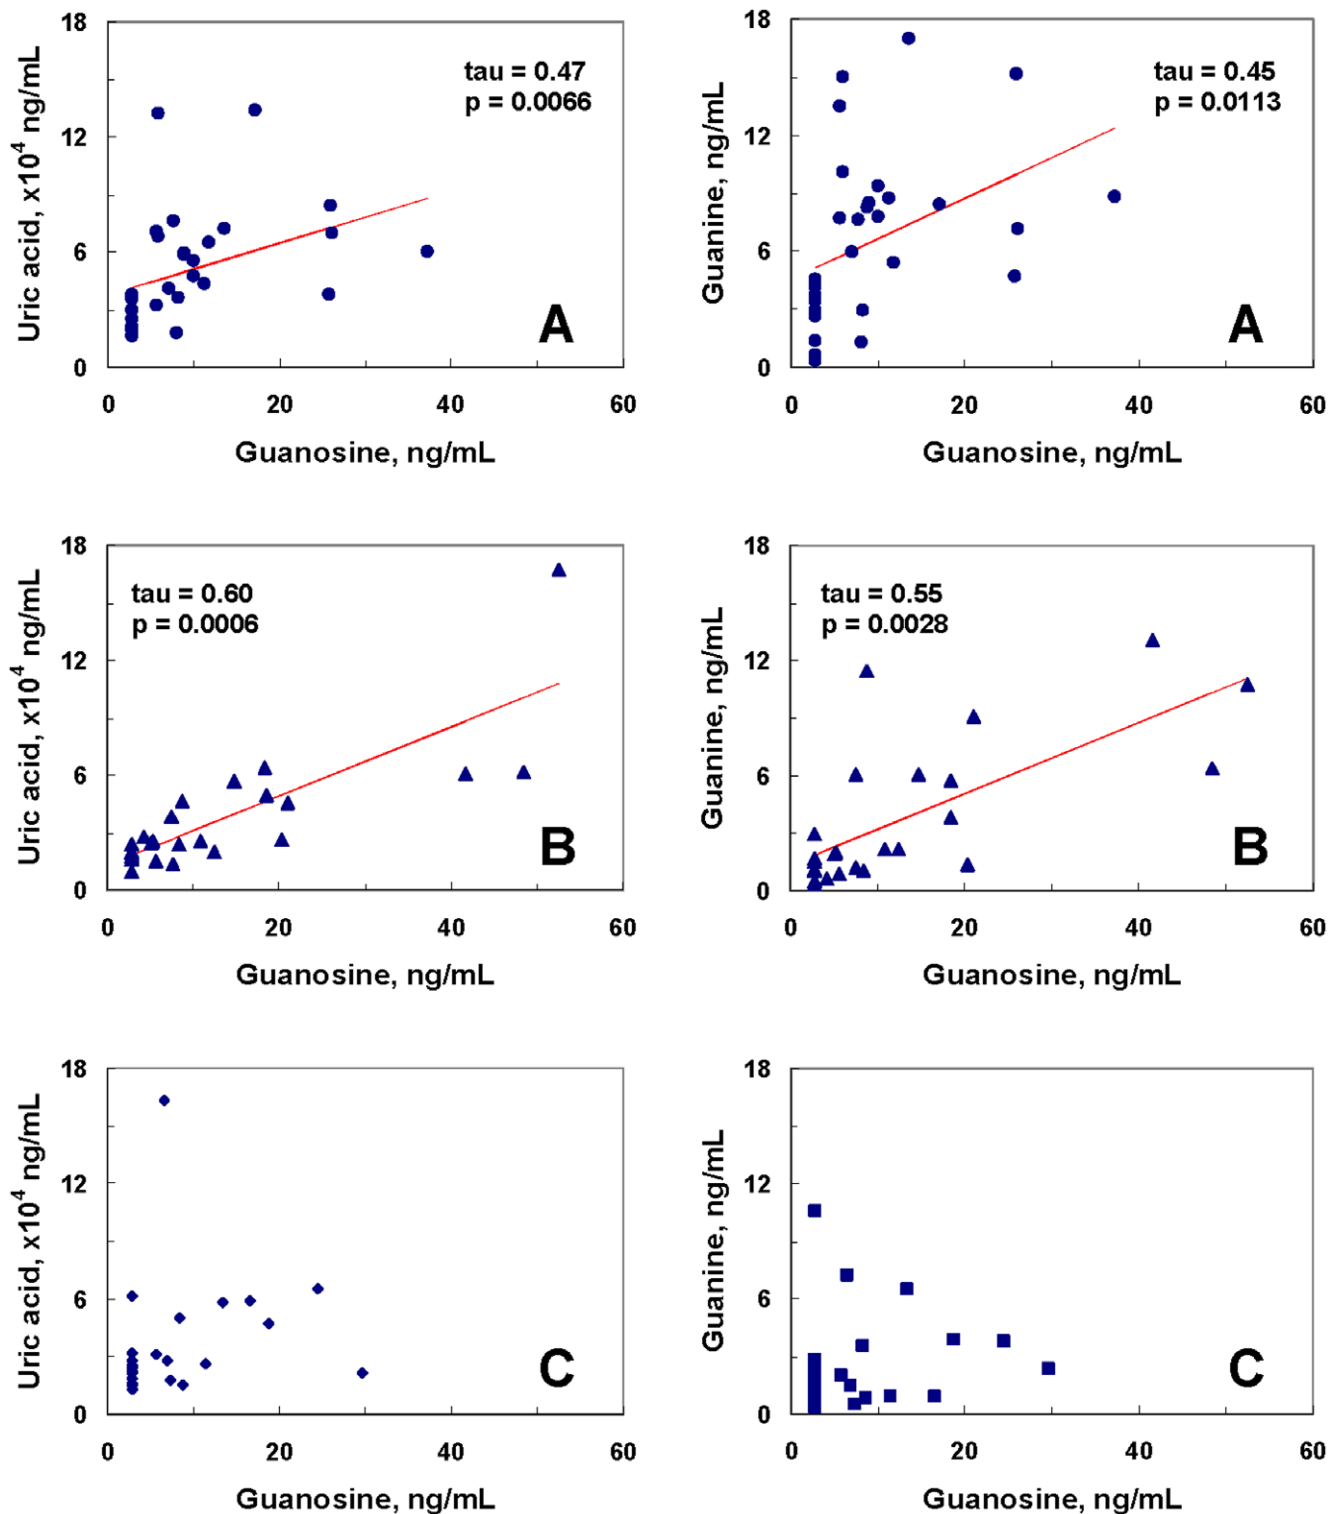 18
12
6
0
Uric acid, x10⁴ ng/mL
tau = 0.47
p = 0.0066
A
0 20 40 60
Guanosine, ng/mL
18
12
6
0
Guanine, ng/mL
tau = 0.45
p = 0.0113
A
0 20 40 60
Guanosine, ng/mL
18
12
6
0
Uric acid, x10⁴ ng/mL
tau = 0.60
p = 0.0006
B
0 20 40 60
Guanosine, ng/mL
18
12
6
0
Guanine, ng/mL
tau = 0.55
p = 0.0028
B
0 20 40 60
Guanosine, ng/mL
18
12
6
0
Uric acid, x10⁴ ng/mL
C
0 20 40 60
Guanosine, ng/mL
18
12
6
0
Guanine, ng/mL
C
0 20 40 60
Guanosine, ng/mL